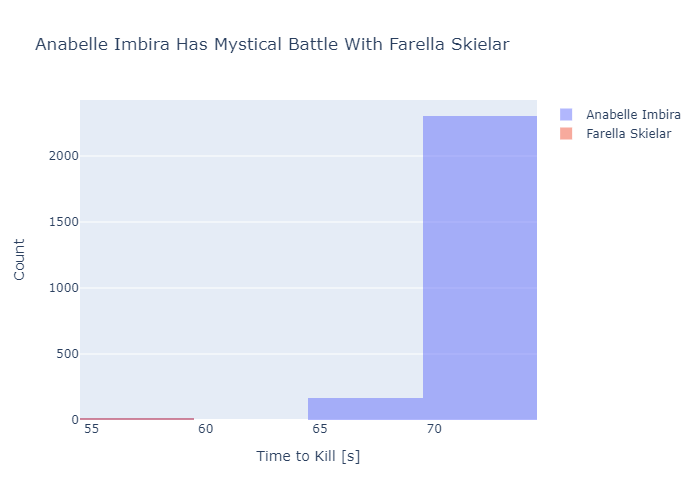 Anabelle Imbira Has Mystical Battle With Farella Skielar
Anabelle Imbira
Farella Skielar
2000
1500
1000
500
0
Count
55 60 65 70
Time to Kill [s]